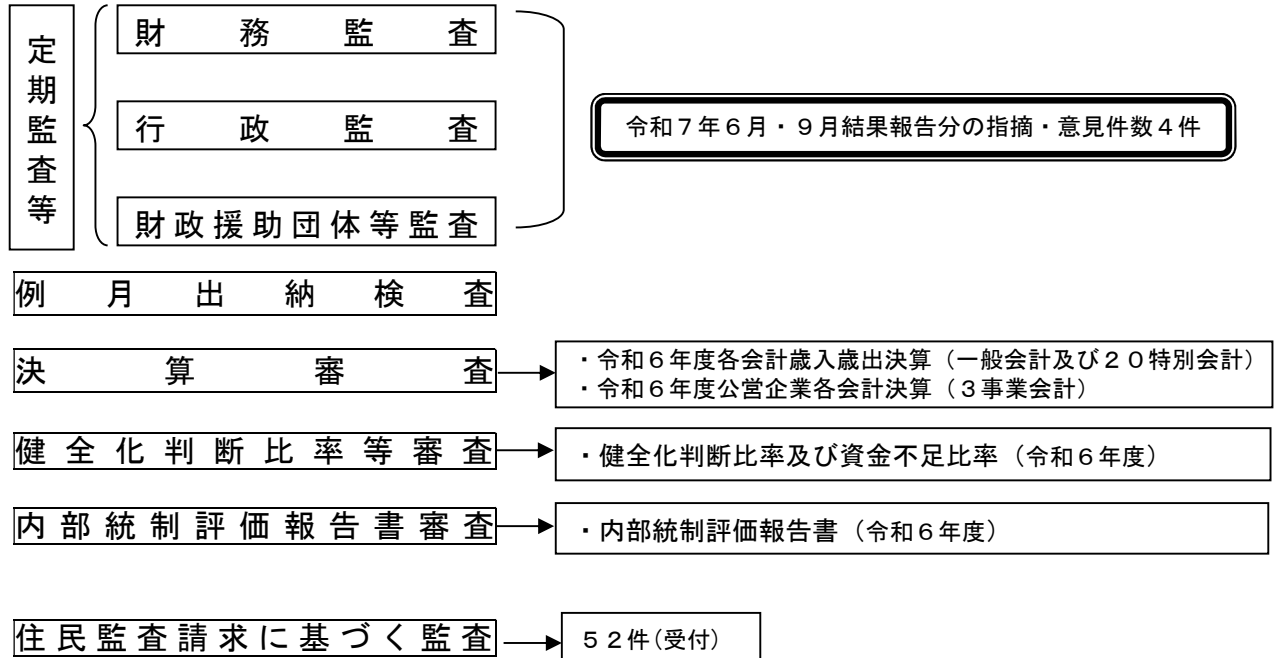 定期監査等
財務監査
行政監査
財政援助団体等監査
令和７年６月・９月結果報告分の指摘・意見件数４件
例月出納検査
決算審査
・令和６年度各会計歳入歳出決算（一般会計及び２０特別会計）
・令和６年度公営企業各会計決算（３事業会計）
健全化判断比率等審査
・健全化判断比率及び資金不足比率（令和６年度）
内部統制評価報告書審査
・内部統制評価報告書（令和６年度）
住民監査請求に基づく監査
５２件（受付）